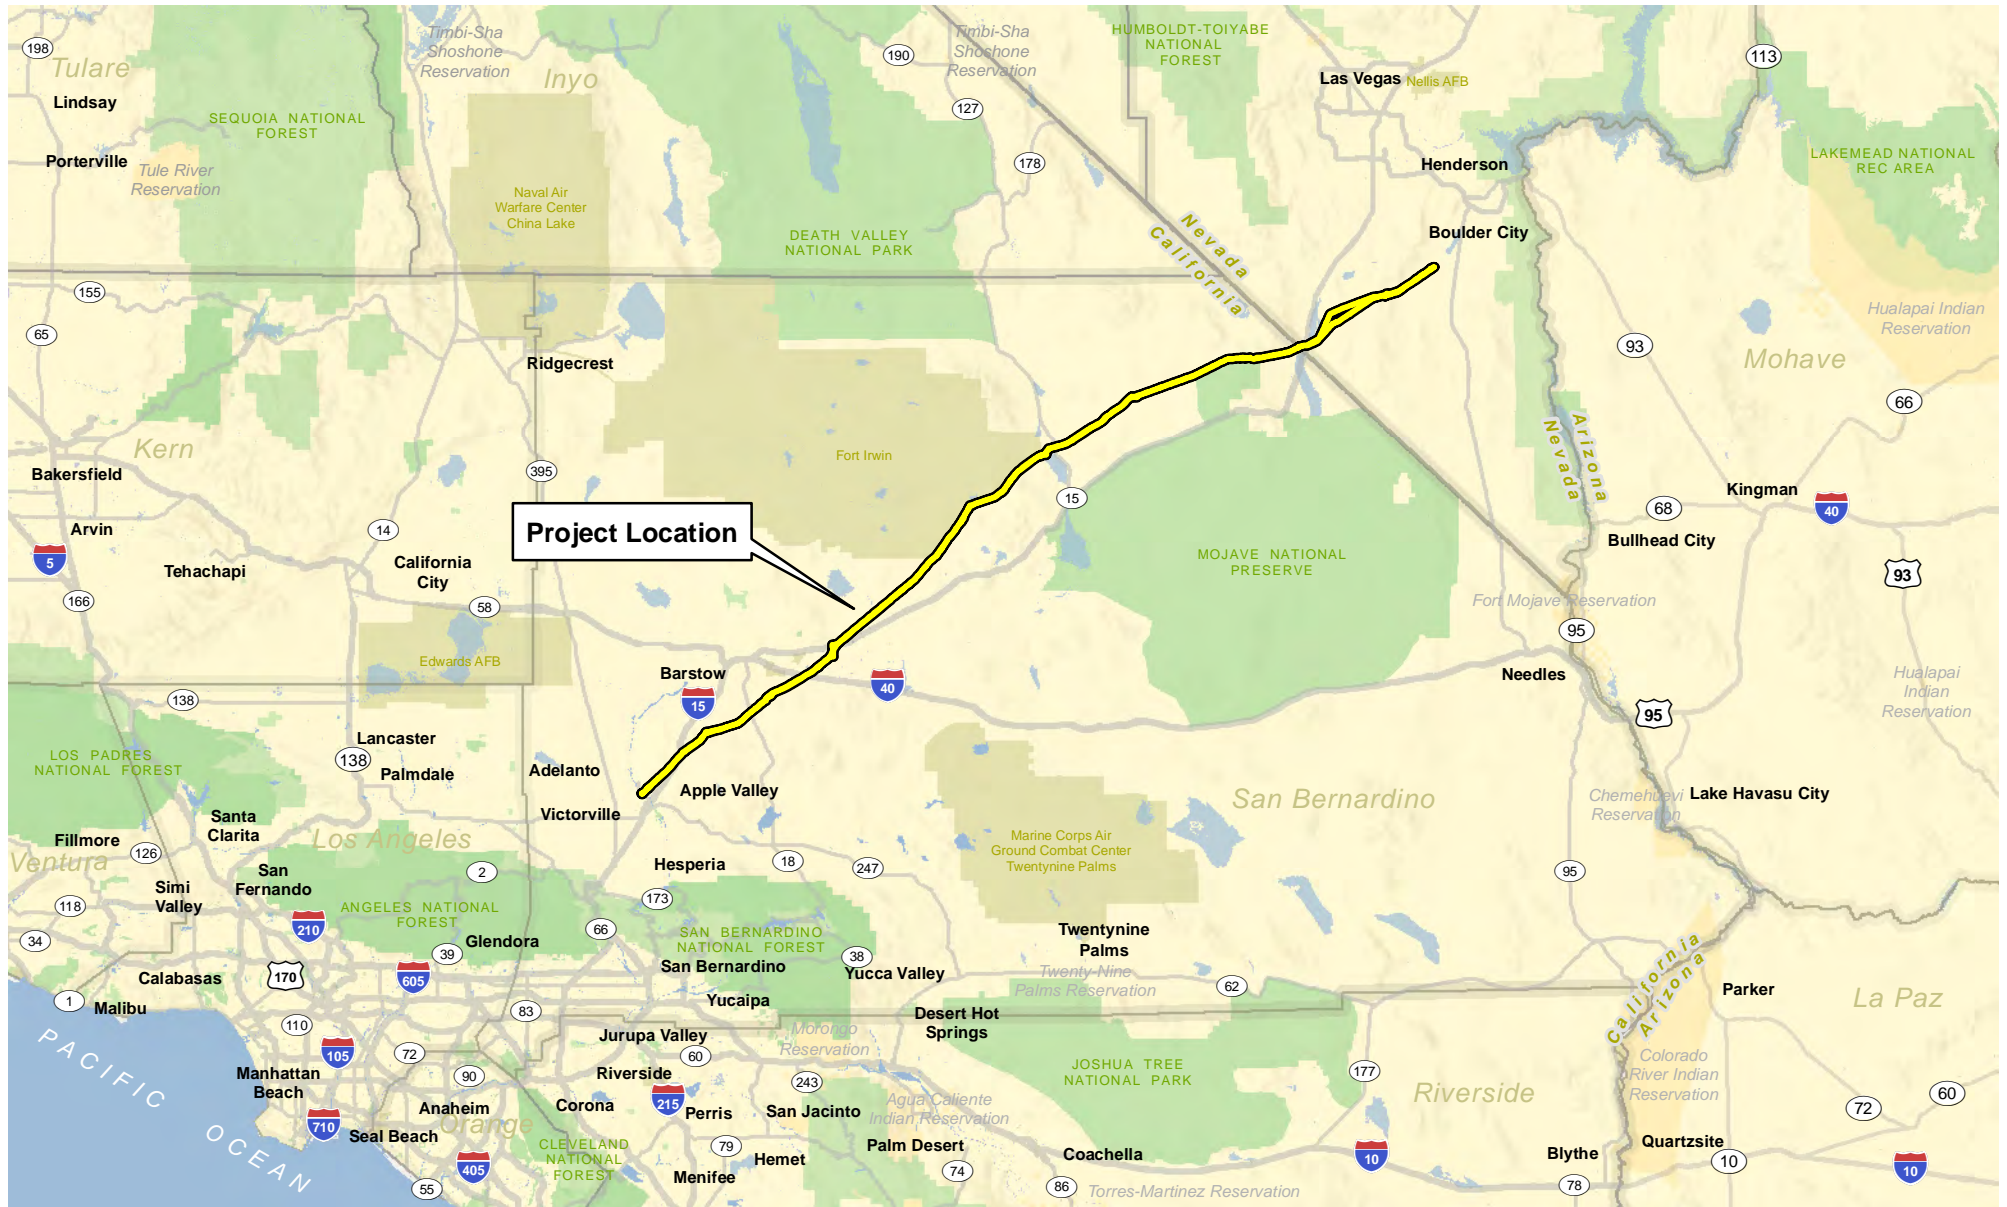 198
Tulare
Lindsay
Porterville
Tule River
Reservation
SEQUOIA NATIONAL
FOREST
Timbi-Sha
Shoshone
Reservation
Inyo
Naval Air
Warfare Center
China Lake
190
Timbi-Sha
Shoshone
Reservation
127
178
DEATH VALLEY
NATIONAL PARK
HUMBOLDT-TOIYABE
NATIONAL
FOREST
Las Vegas
Nellis AFB
Henderson
Boulder City
113
LAKEMEAD NATIONAL
REC AREA
Nevada
California
155
65
Ridgecrest
Hualapai Indian
Reservation
93
Mohave
66
Kern
Bakersfield
395
Fort Irwin
15
Arizona
Nevada
Kingman
40
68
Bullhead City
93
Arvin
5
14
Tehachapi
California
City
166
58
Project Location
MOJAVE NATIONAL
PRESERVE
Fort Mojave Reservation
95
Needles
Edwards AFB
Barstow
15
40
138
Hualapai
Indian
Reservation
95
LOS PADRES
NATIONAL FOREST
Lancaster
138
Palmdale
Adelanto
Victorville
Apple Valley
San Bernardino
Chemehuevi
Reservation
Lake Havasu City
Santa
Clarita
Los Angeles
Fillmore
126
Ventura
San
Fernando
Simi
Valley
118
2
Hesperia
18
247
Marine Corps Air
Ground Combat Center
Twentynine Palms
95
173
ANGELES NATIONAL
FOREST
210
34
66
Glendora
39
SAN BERNARDINO
NATIONAL FOREST
San Bernardino
38
Yucca Valley
Twentynine
Palms
Twenty-Nine
Palms Reservation
62
California
Arizona
Parker
La Paz
Calabasas
170
605
1
Malibu
110
83
Yucaipa
Desert Hot
Springs
Jurupa Valley
Morongo
Reservation
105
72
60
PACIFIC
OCEAN
Manhattan
Beach
90
Riverside
243
JOSHUA TREE
NATIONAL PARK
177
Colorado
River Indian
Reservation
Riverside
60
72
Anaheim
Corona
215
Perris
San Jacinto
Agua Caliente
Indian Reservation
710
Seal Beach
Orange
CLEVELAND
NATIONAL
FOREST
79
Hemet
Palm Desert
Coachella
10
Blythe
Quartzsite
10
10
405
55
Menifee
74
86
Torres-Martinez Reservation
78